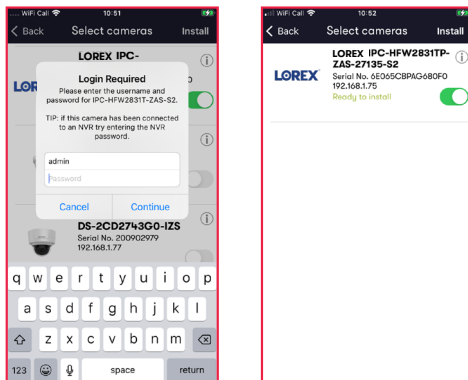 WiFi Call
10:51
Back
Select cameras
Install
LOREX IPC-
LOR
Login Required
Please enter the username and
password for IPC-HFW2831T-ZAS-S2.
TIP: if this camera has been connected
to an NVR try entering the NVR
password.
admin
Password
Cancel
Continue
DS-2CD2743G0-IZS
Serial No. 200902979
192.168.1.77
q w e r t y u i o p
a s d f g h j k l
z x c v b n m
123
space
return
WiFi Call
10:52
Back
Select cameras
Install
LOREX
LOREX IPC-HFW2831TP-
ZAS-27135-S2
Serial No. 6E065CBPAG680F0
192.168.1.75
Ready to install